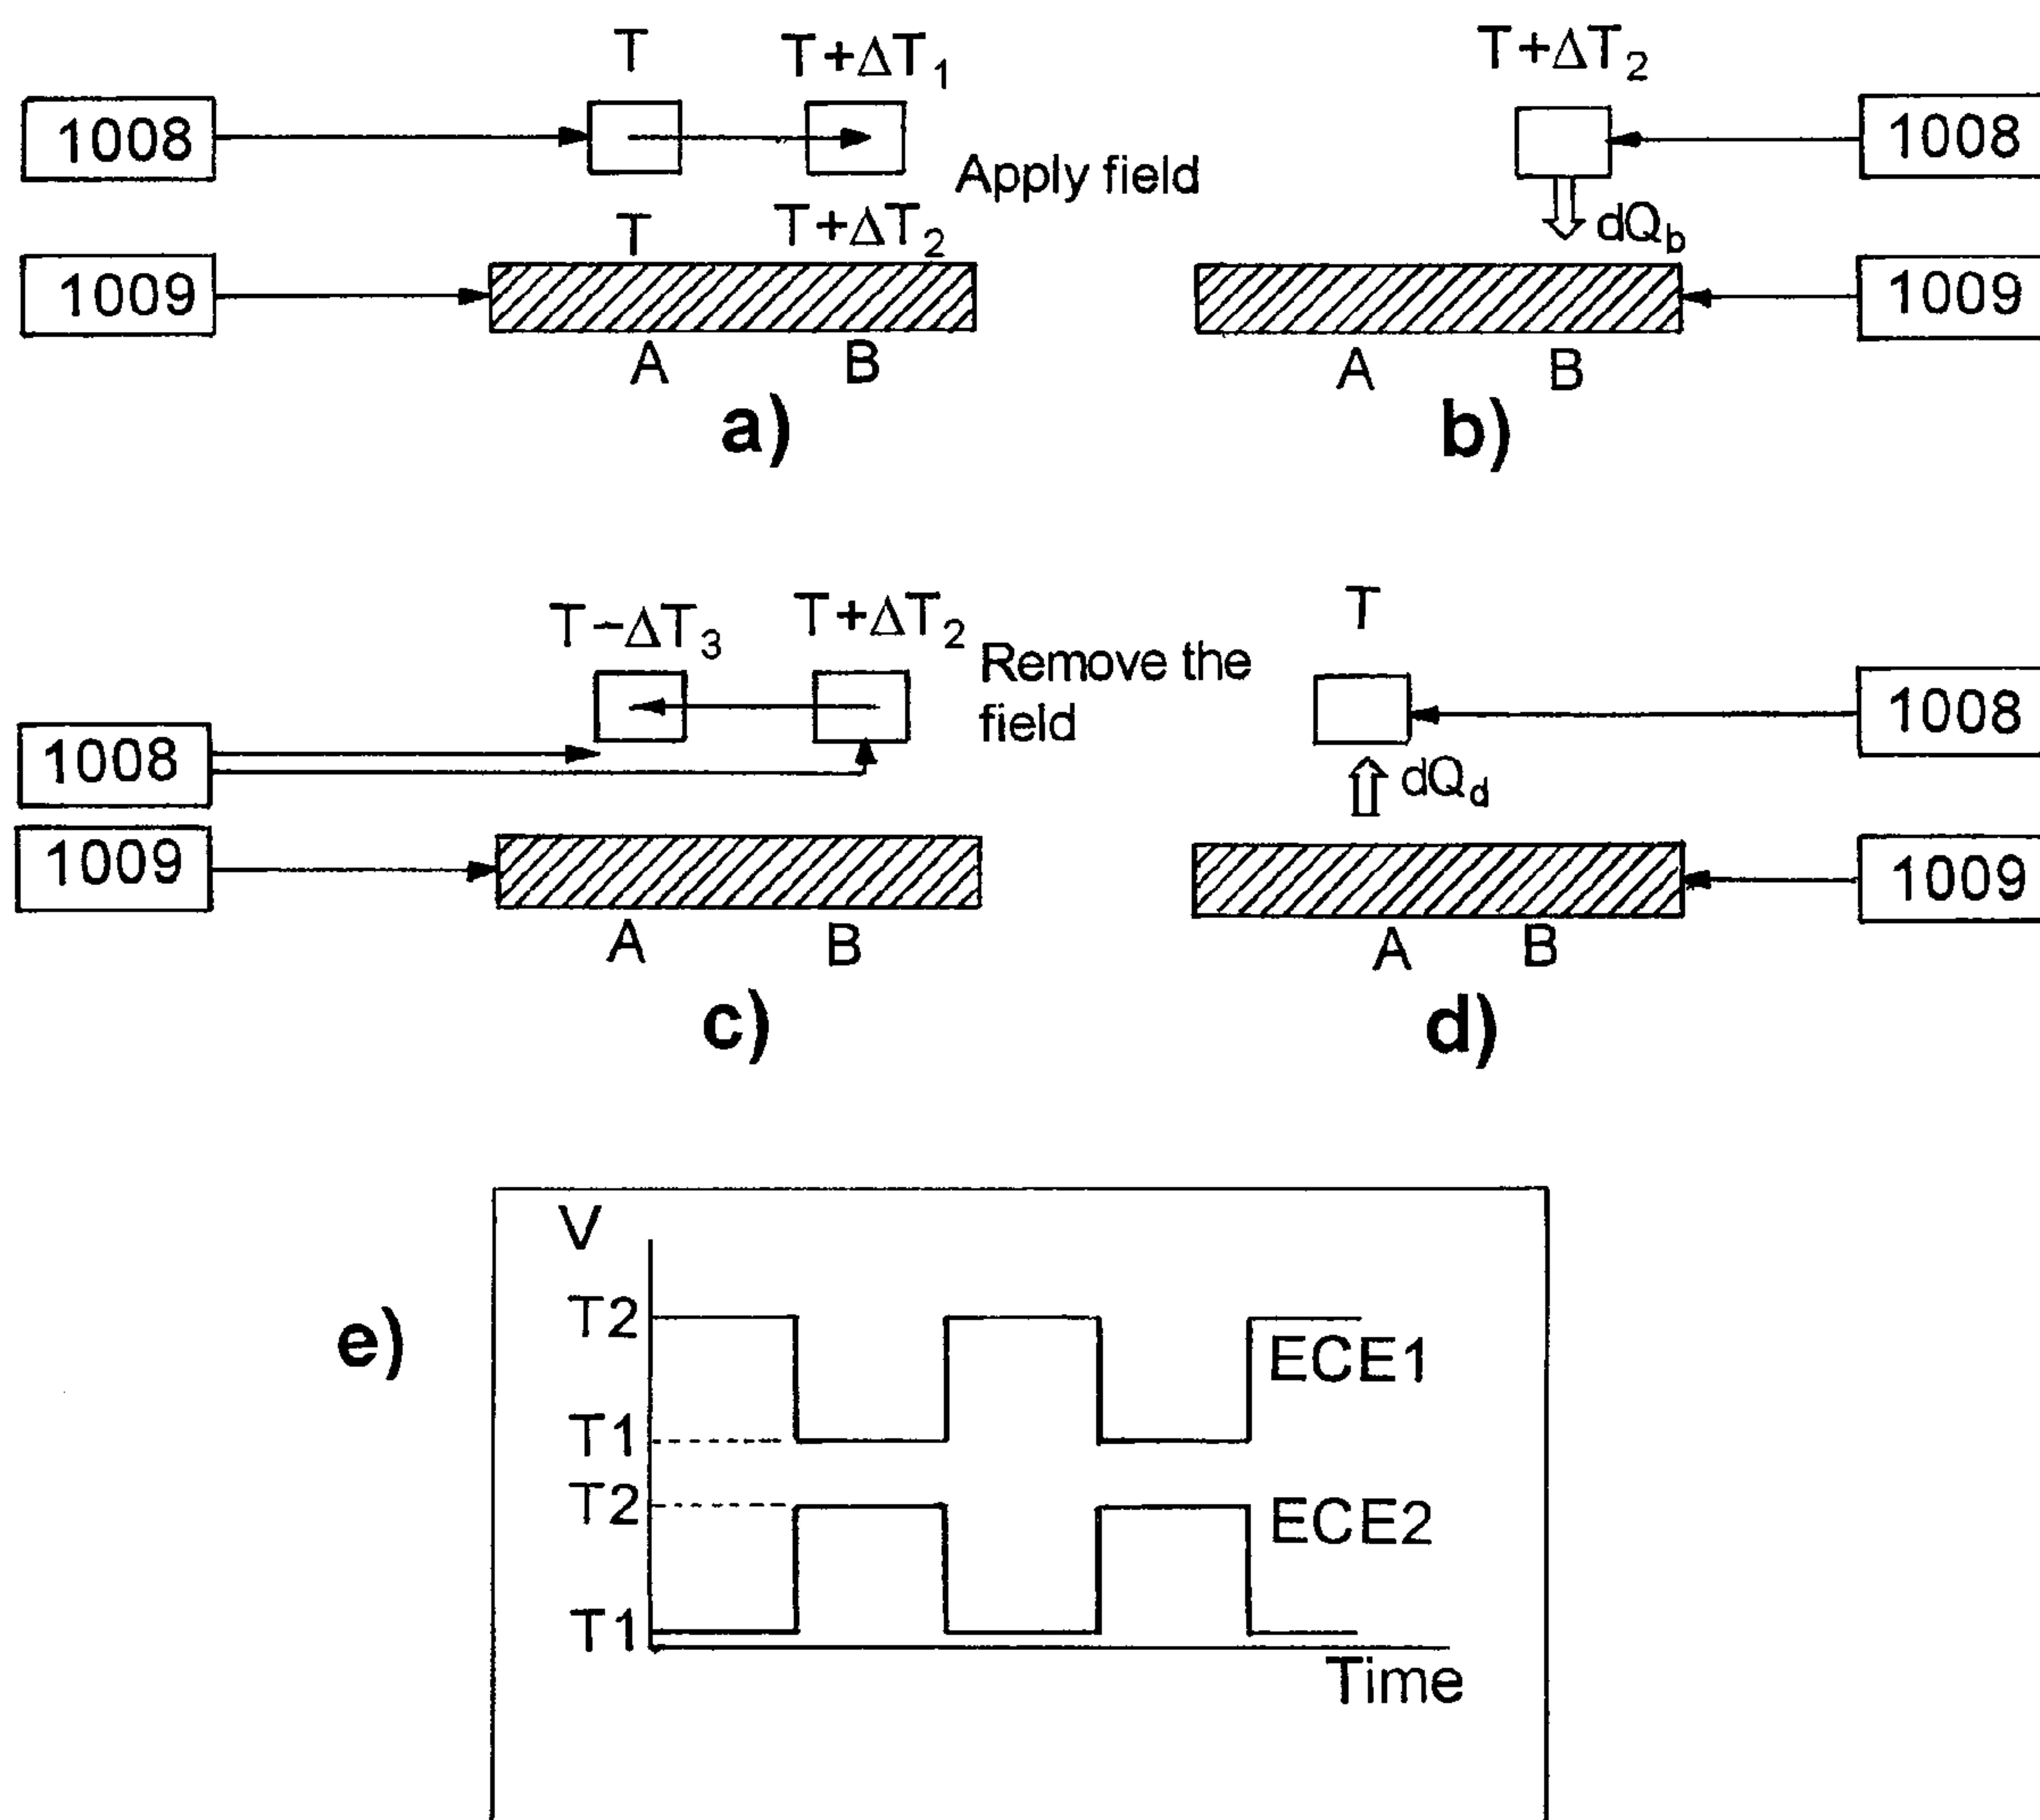 T
T+ΔT₁
1008
Apply field
T
T+ΔT₂
1009
A
B
a)
T+ΔT₂
1008
dQb
1009
A
B
b)
T−ΔT₃
T+ΔT₂
Remove the
field
1008
1009
A
B
c)
T
1008
dQd
1009
A
B
d)
e)
V
T2
ECE1
T1
T2
ECE2
T1
Time